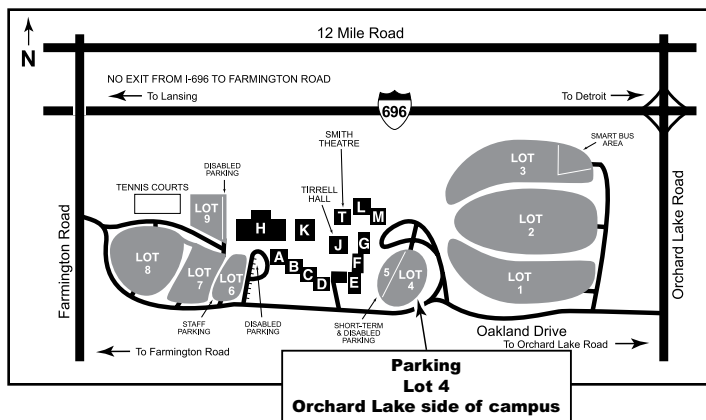 12 Mile Road
N
NO EXIT FROM I-696 TO FARMINGTON ROAD
To Lansing
696
To Detroit
SMITH
THEATRE
SMART BUS
AREA
DISABLED
PARKING
TENNIS COURTS
TIRRELL
HALL
LOT
3
LOT
9
L
T
M
H
K
J
G
LOT
2
Farmington Road
Orchard Lake Road
LOT
8
LOT
7
LOT
6
A
B
C
D
F
E
5
LOT
4
LOT
1
STAFF
PARKING
DISABLED PARKING
SHORT-TERM
& DISABLED
PARKING
Oakland Drive
To Farmington Road
To Orchard Lake Road
Parking
Lot 4
Orchard Lake side of campus